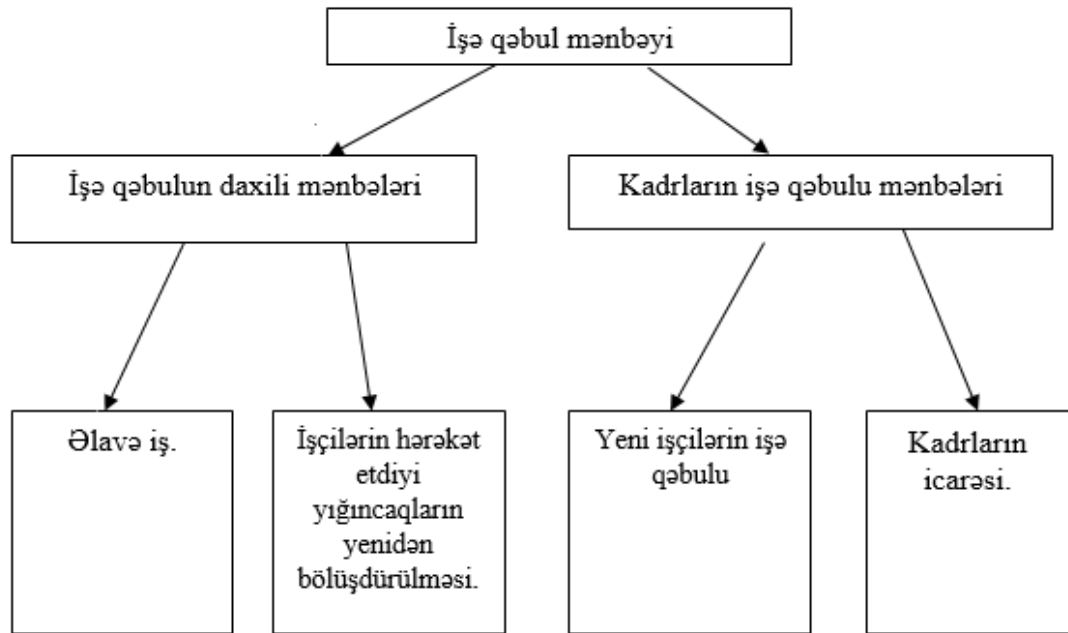 İşə qəbul mənbəyi
İşə qəbulun daxili mənbələri
Kadrların işə qəbulu mənbələri
Əlavə iş.
İşçilərin hərəkət
etdiyi
yığıncaqların
yenidən
bölüşdürülməsi.
Yeni işçilərin işə
qəbulu
Kadrların
icarəsi.